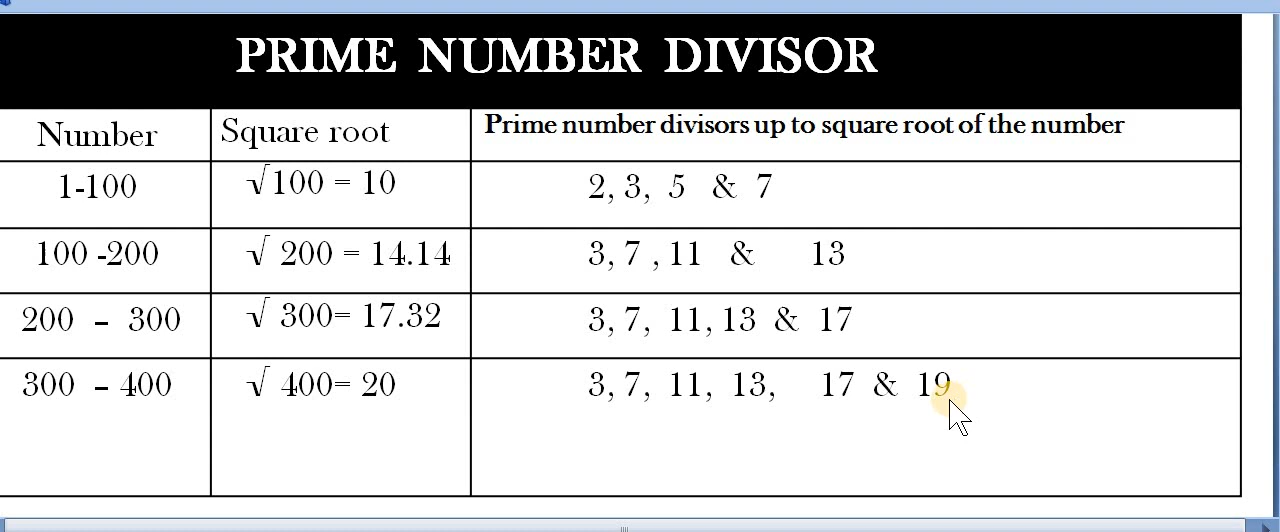 PRIME NUMBER DIVISOR
Number Square root Prime number divisors up to square root of the number
1-100 √100 = 10 2, 3, 5 & 7
100 -200 √ 200 = 14.14 3, 7 , 11 & 13
200 – 300 √ 300= 17.32 3, 7, 11, 13 & 17
300 – 400 √ 400= 20 3, 7, 11, 13, 17 & 19